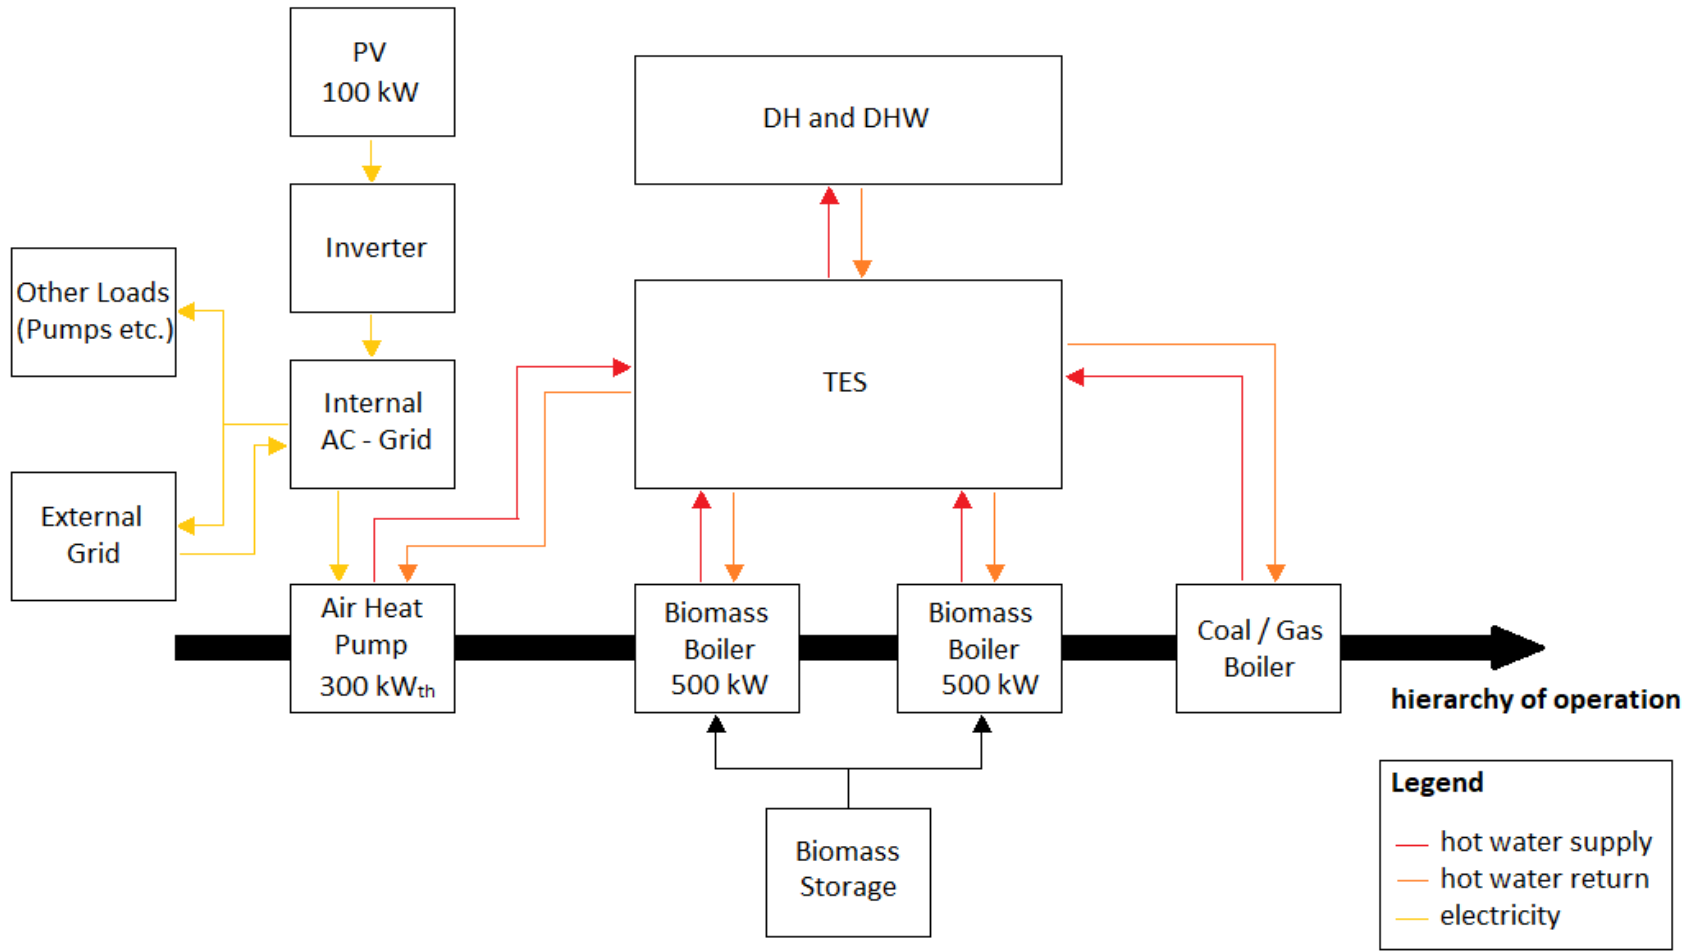 PV
100 kW
DH and DHW
Inverter
Other Loads
(Pumps etc.)
Internal
AC - Grid
TES
External
Grid
Air Heat
Pump
300 kWth
Biomass
Boiler
500 kW
Biomass
Boiler
500 kW
Coal / Gas
Boiler
hierarchy of operation
Biomass
Storage
Legend
hot water supply
hot water return
electricity